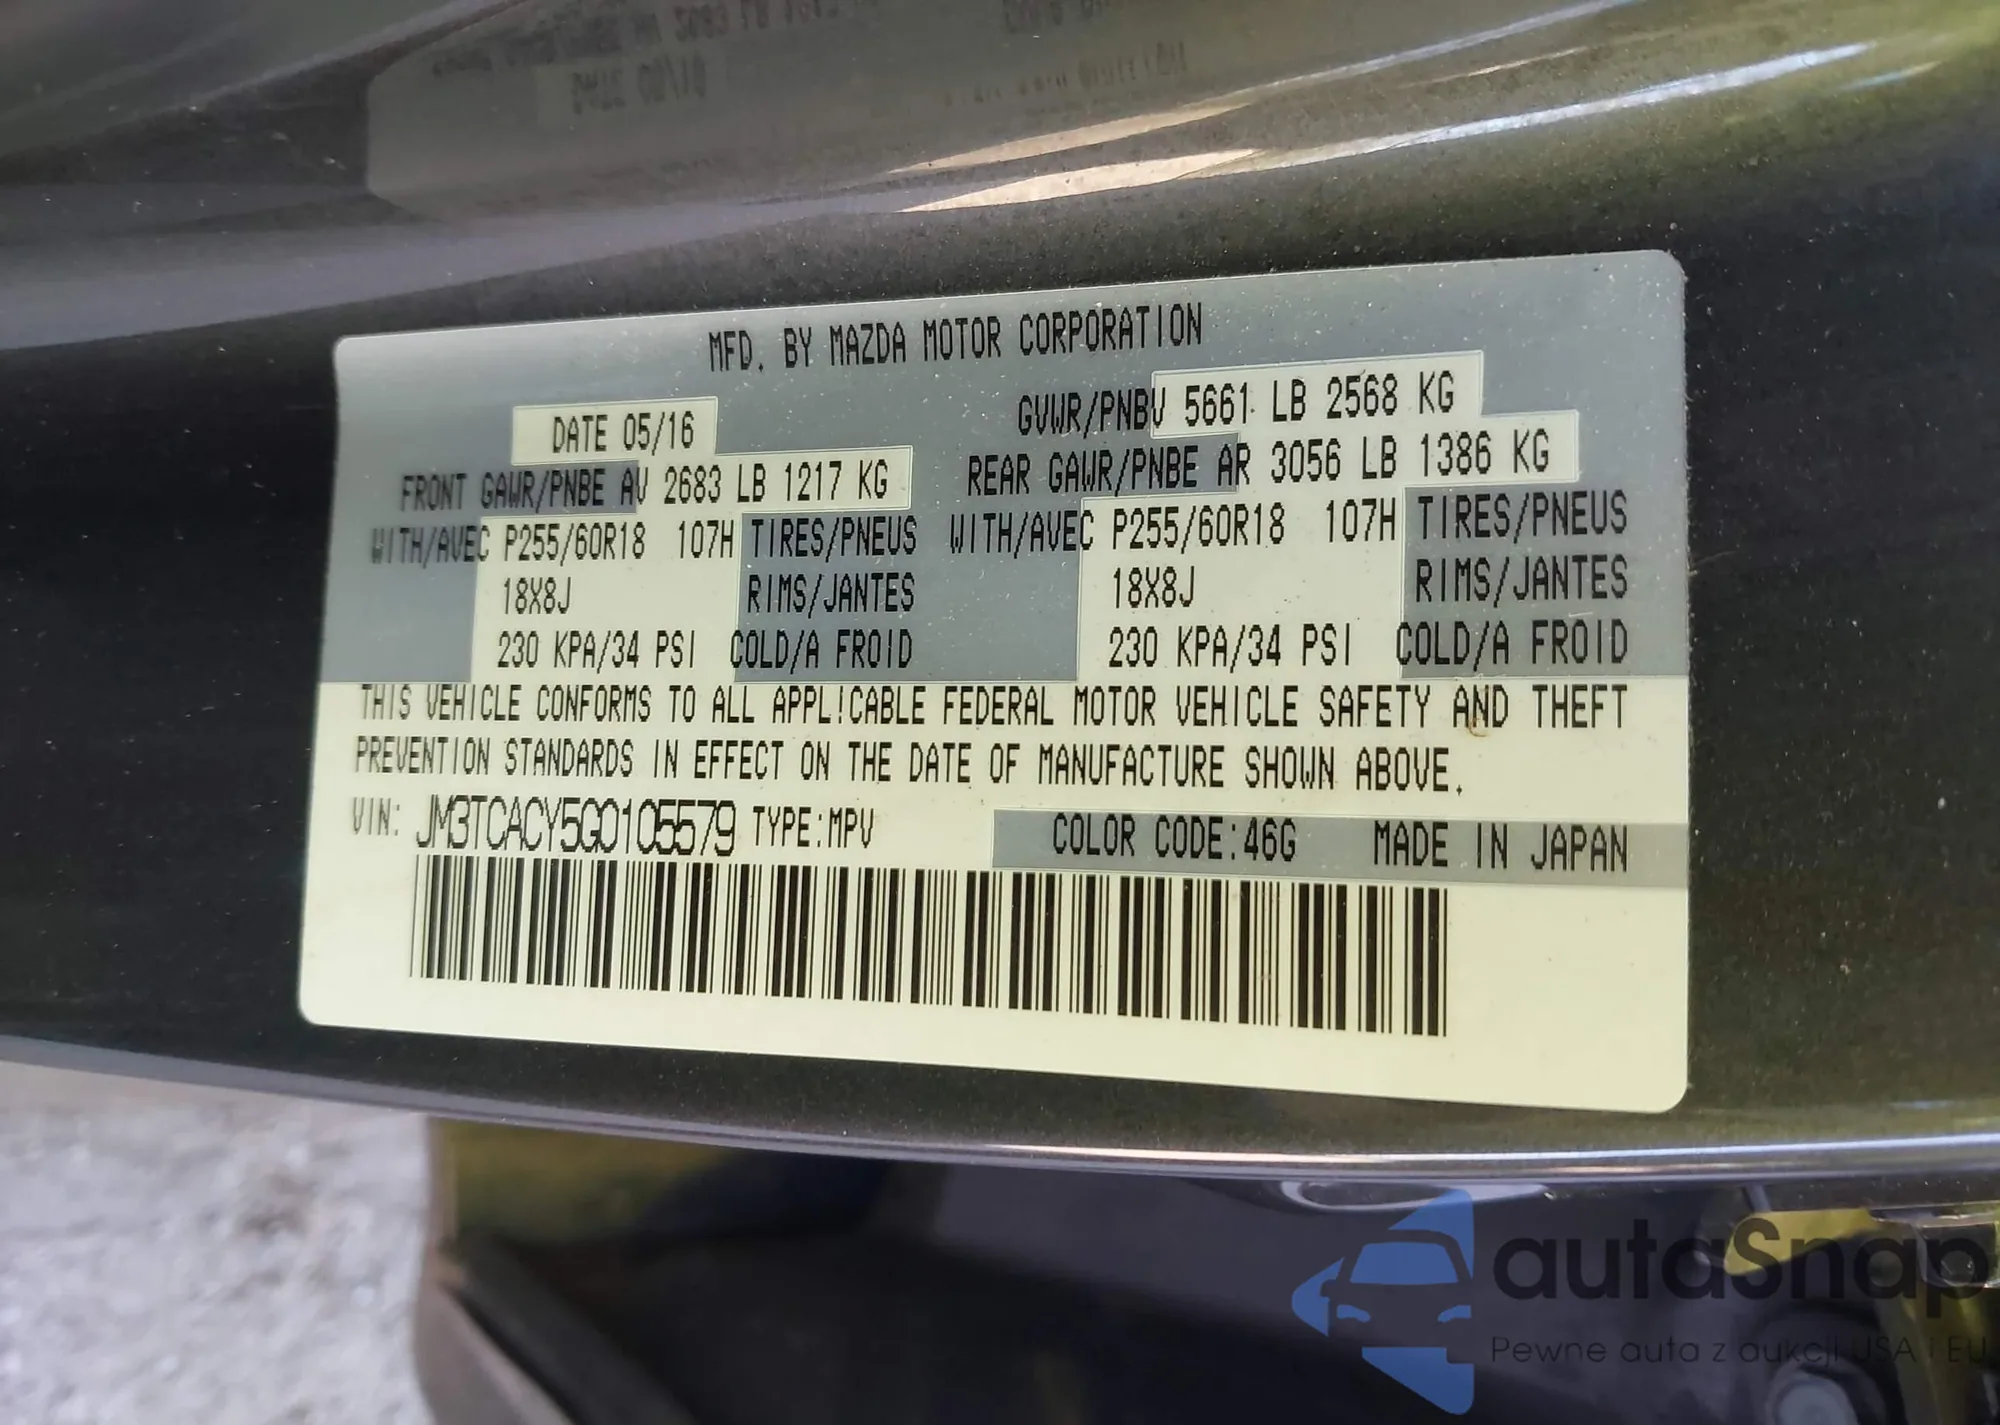 MFD. BY MAZDA MOTOR CORPORATION
DATE 05/16 GVWR/PNBV 5661 LB 2568 KG
FRONT GAWR/PNBE AV 2683 LB 1217 KG REAR GAWR/PNBE AR 3056 LB 1386 KG
WITH/AVEC P255/60R18 107H TIRES/PNEUS WITH/AVEC P255/60R18 107H TIRES/PNEUS
18X8J RIMS/JANTES 18X8J RIMS/JANTES
230 KPA/34 PSI COLD/A FROID 230 KPA/34 PSI COLD/A FROID
THIS VEHICLE CONFORMS TO ALL APPLICABLE FEDERAL MOTOR VEHICLE SAFETY AND THEFT
PREVENTION STANDARDS IN EFFECT ON THE DATE OF MANUFACTURE SHOWN ABOVE.
VIN: JM3TCACY5G0105579 TYPE:MPV COLOR CODE:46G MADE IN JAPAN
autaSnap
Pewne auta z aukcji USA i EU